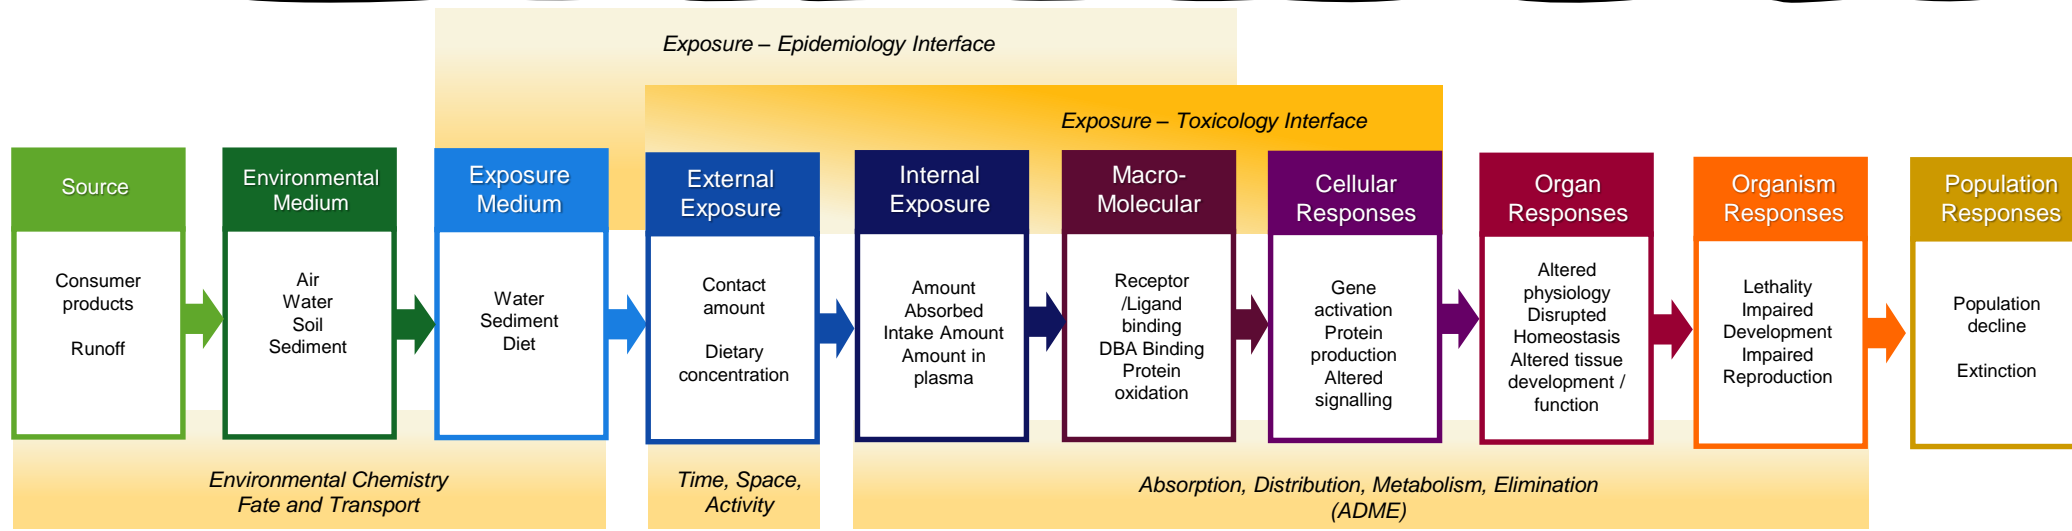 Exposure – Epidemiology Interface
Exposure – Toxicology Interface
Source
Consumer
products
Runoff
Environmental
Medium
Air
Water
Soil
Sediment
Exposure
Medium
Water
Sediment
Diet
External
Exposure
Contact
amount
Dietary
concentration
Internal
Exposure
Amount
Absorbed
Intake Amount
Amount in
plasma
Macro-
Molecular
Receptor
/Ligand
binding
DBA Binding
Protein
oxidation
Cellular
Responses
Gene
activation
Protein
production
Altered
signalling
Organ
Responses
Altered
physiology
Disrupted
Homeostasis
Altered tissue
development /
function
Organism
Responses
Lethality
Impaired
Development
Impaired
Reproduction
Population
Responses
Population
decline
Extinction
Environmental Chemistry
Fate and Transport
Time, Space,
Activity
Absorption, Distribution, Metabolism, Elimination
(ADME)